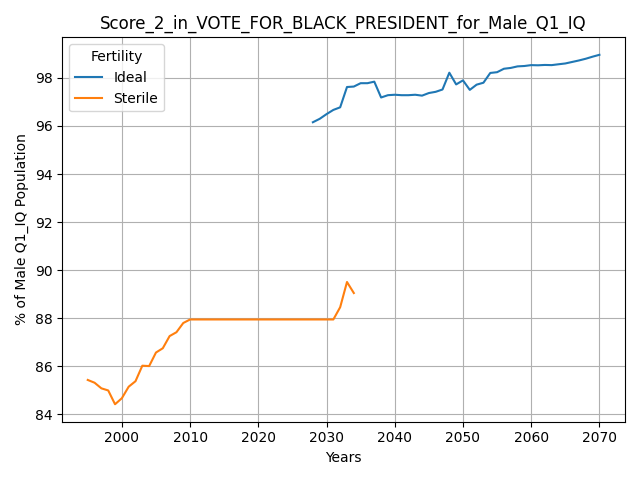 Score_2_in_VOTE_FOR_BLACK_PRESIDENT_for_Male_Q1_IQ
Fertility
Ideal
Sterile
% of Male Q1_IQ Population
98
96
94
92
90
88
86
84
2000 2010 2020 2030 2040 2050 2060 2070
Years